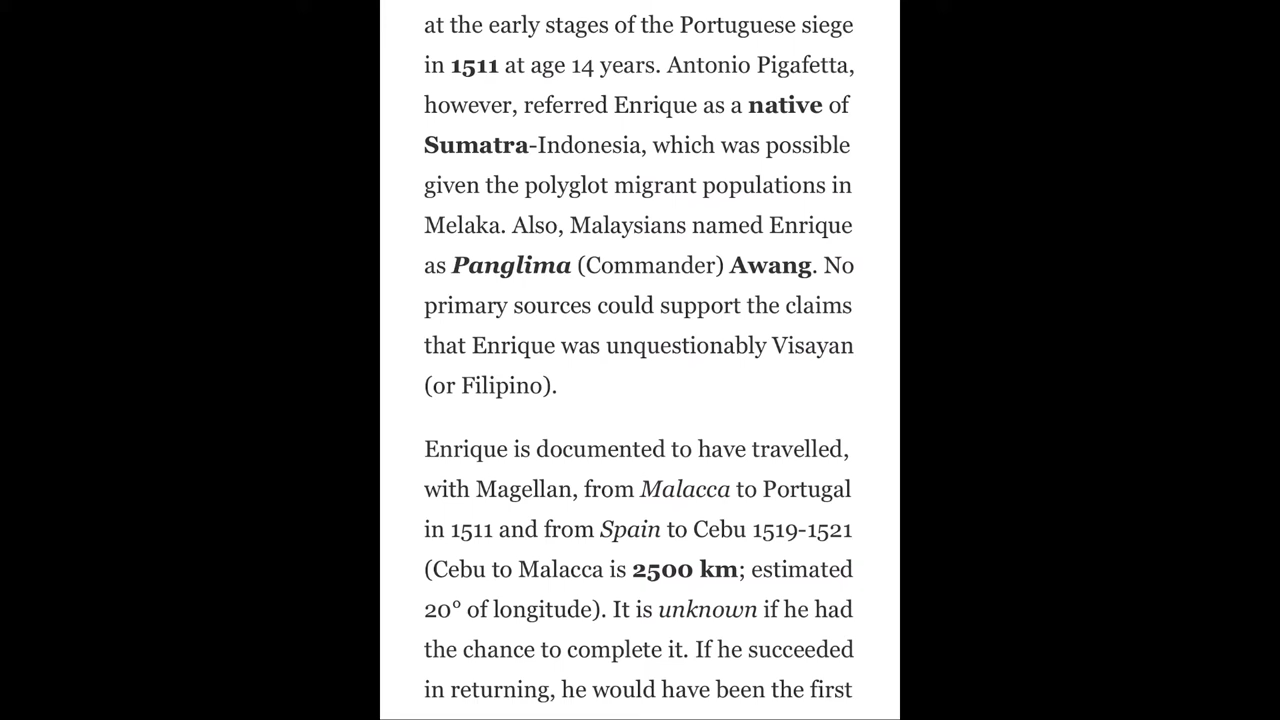 at the early stages of the Portuguese siege
in 1511 at age 14 years. Antonio Pigafetta,
however, referred Enrique as a native of
Sumatra-Indonesia, which was possible
given the polyglot migrant populations in
Melaka. Also, Malaysians named Enrique
as Panglima (Commander) Awang. No
primary sources could support the claims
that Enrique was unquestionably Visayan
(or Filipino).
Enrique is documented to have travelled,
with Magellan, from Malacca to Portugal
in 1511 and from Spain to Cebu 1519-1521
(Cebu to Malacca is 2500 km; estimated
20° of longitude). It is unknown if he had
the chance to complete it. If he succeeded
in returning, he would have been the first